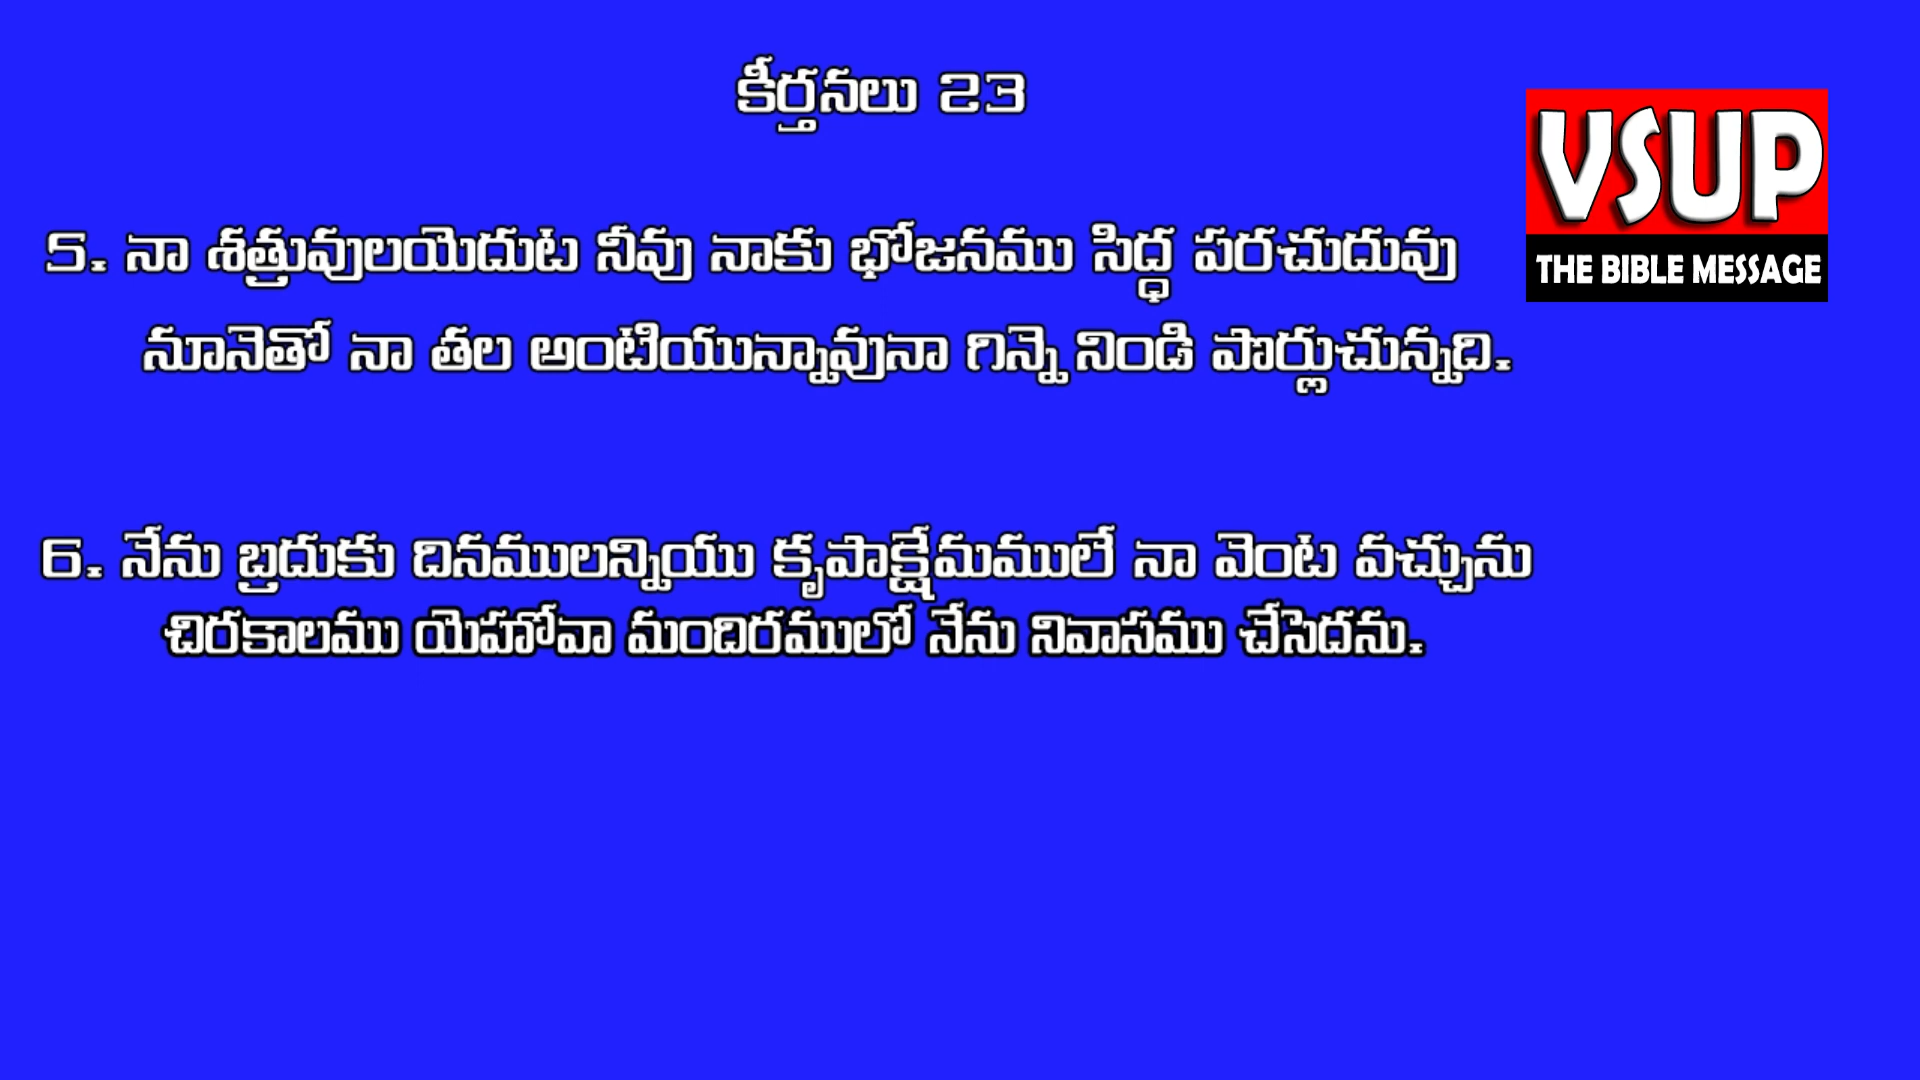 కీర్తనలు 23
VSUP
THE BIBLE MESSAGE
5. నా శత్రువులయెదుట నీవు నాకు భోజనము సిద్ధ పరచుదువు
నూనెతో నా తల అంటియున్నావునా గిన్నె నిండి పొర్లుచున్నది.
6. నేను బ్రదుకు దినములన్నియు కృపాక్షేమములే నా వెంట వచ్చును
చిరకాలము యెహోవా మందిరములో నేను నివాసము చేసెదను.